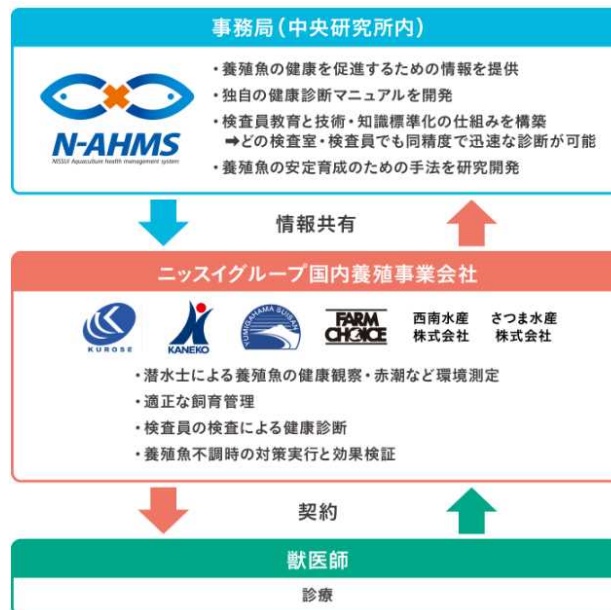 事務局(中央研究所内)
N-AHMS
NISSUI Aquaculture health management system
・養殖魚の健康を促進するための情報を提供
・独自の健康診断マニュアルを開発
・検査員教育と技術・知識標準化の仕組みを構築
➡どの検査室・検査員でも同精度で迅速な診断が可能
・養殖魚の安定育成のための手法を研究開発
情報共有
ニッスイグループ国内養殖事業会社
KUROSE
KANEKO
YUMIGAHAMA SUISAN
FARM
CHOICE
西南水産
株式会社
さつま水産
株式会社
・潜水士による養殖魚の健康観察・赤潮など環境測定
・適正な飼育管理
・検査員の検査による健康診断
・養殖魚不調時の対策実行と効果検証
契約
獣医師
診療